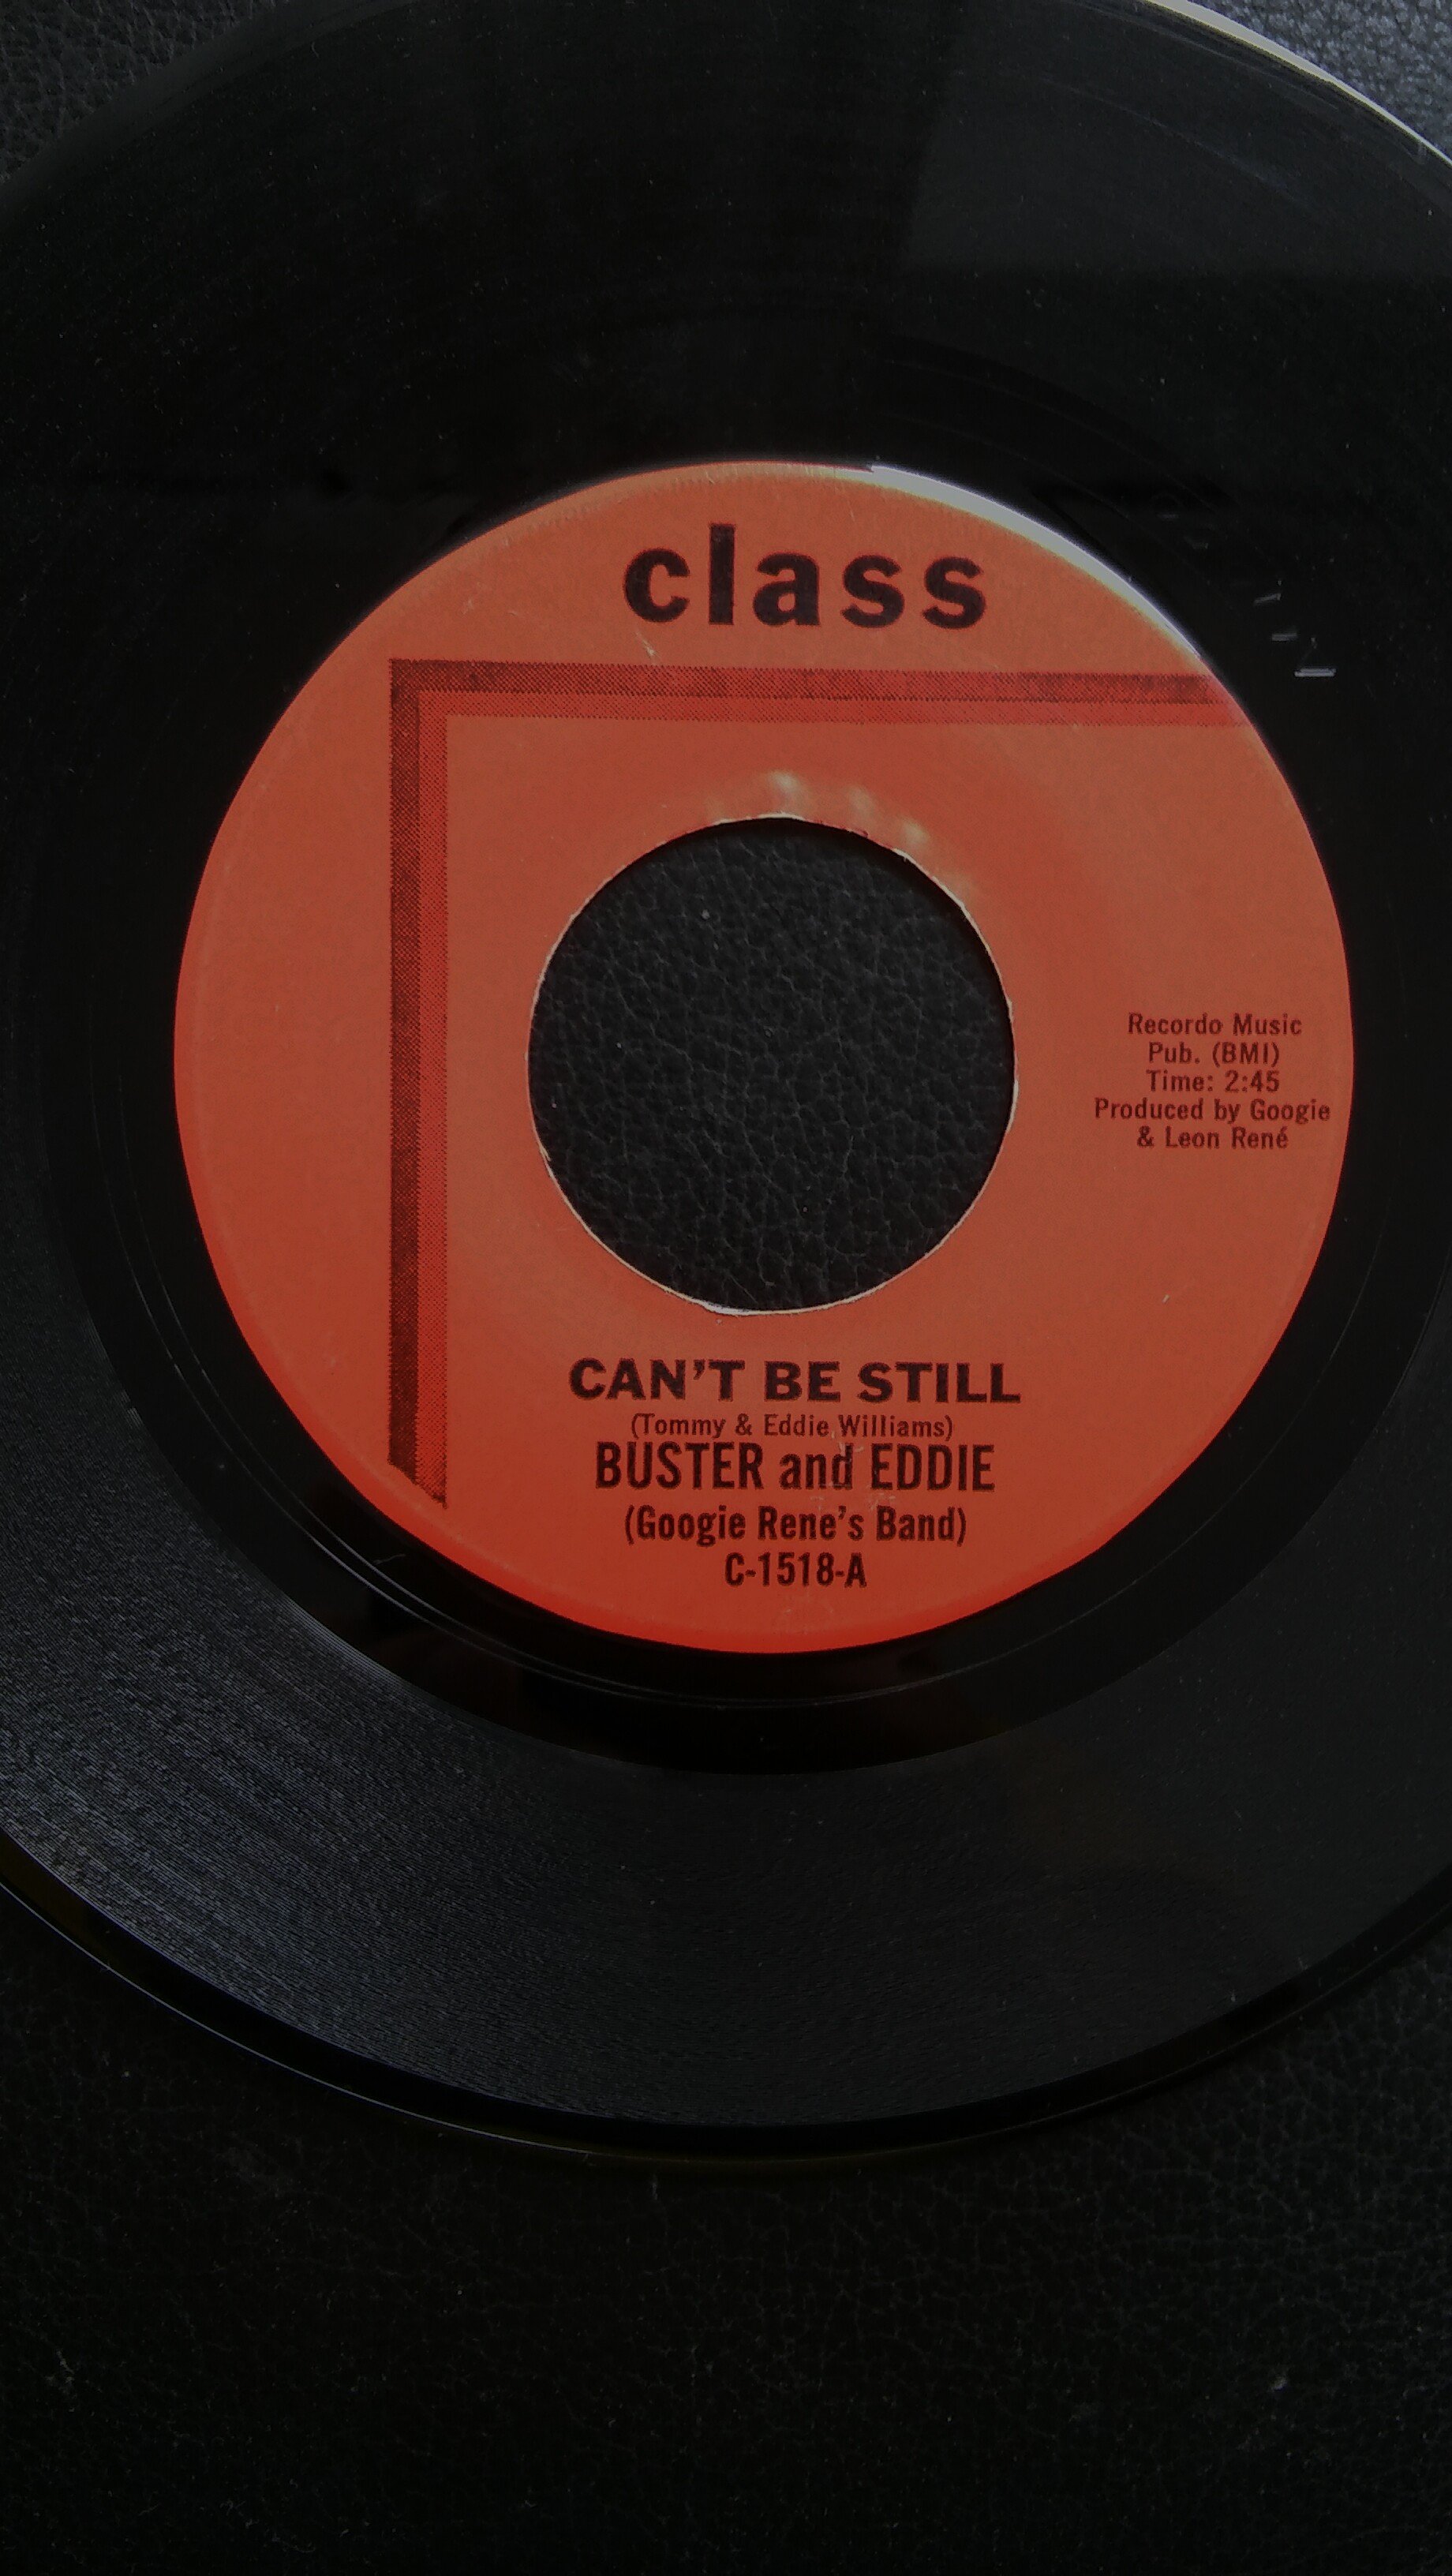 class
Recordo Music
Pub. (BMI)
Time: 2:45
Produced by Googie
& Leon René
CAN'T BE STILL
(Tommy & Eddie Williams)
BUSTER and EDDIE
(Googie Rene's Band)
C-1518-A